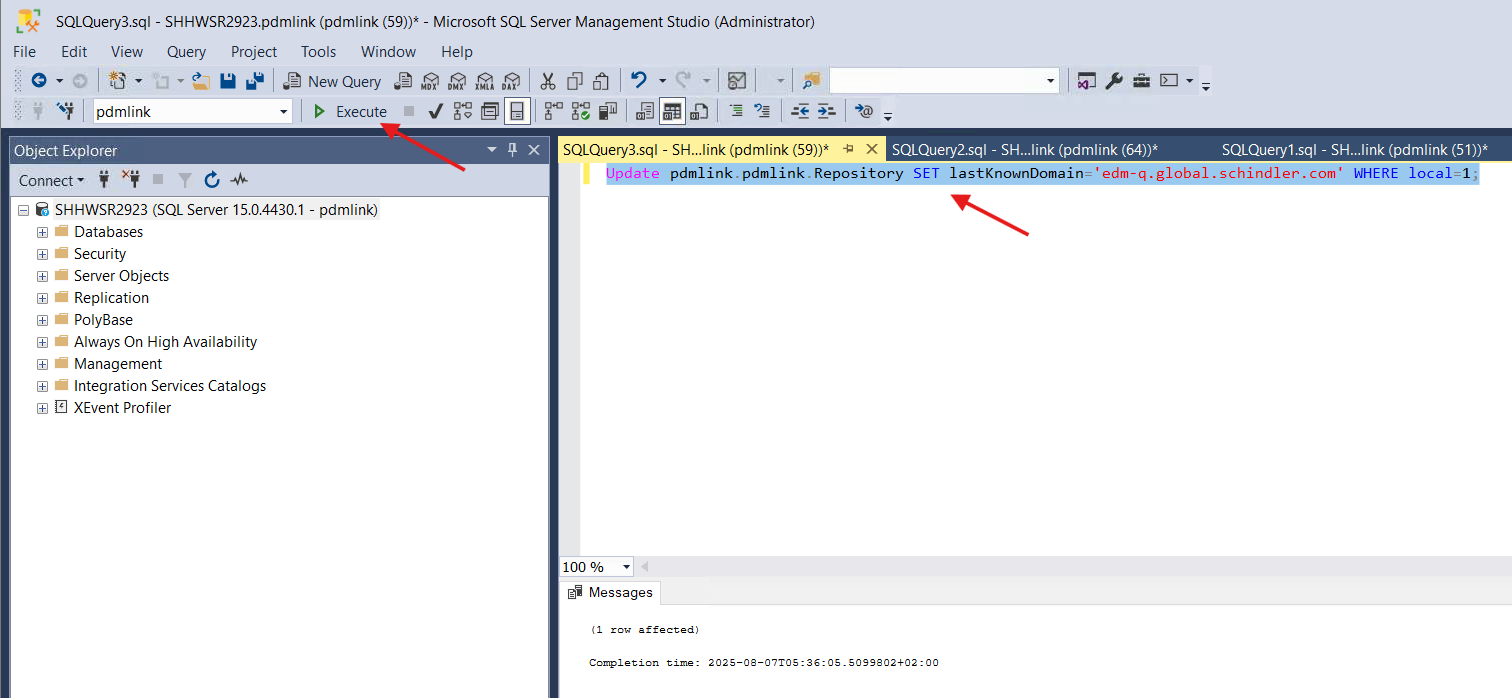 SQLQuery3.sql - SHHWSR2923.pdmlink (pdmlink (59))* - Microsoft SQL Server Management Studio (Administrator)
File Edit View Query Project Tools Window Help
New Query MDX DMX XMLA DAX
pdmlink Execute
Object Explorer
Connect
SHHWSR2923 (SQL Server 15.0.4430.1 - pdmlink)
Databases
Security
Server Objects
Replication
PolyBase
Always On High Availability
Management
Integration Services Catalogs
XEvent Profiler
SQLQuery3.sql - SH...link (pdmlink (59))* SQLQuery2.sql - SH...link (pdmlink (64))* SQLQuery1.sql - SH...link (pdmlink (51))*
Update pdmlink.pdmlink.Repository SET lastKnownDomain='edm-q.global.schindler.com' WHERE local=1;
100 %
Messages
(1 row affected)
Completion time: 2025-08-07T05:36:05.5099802+02:00